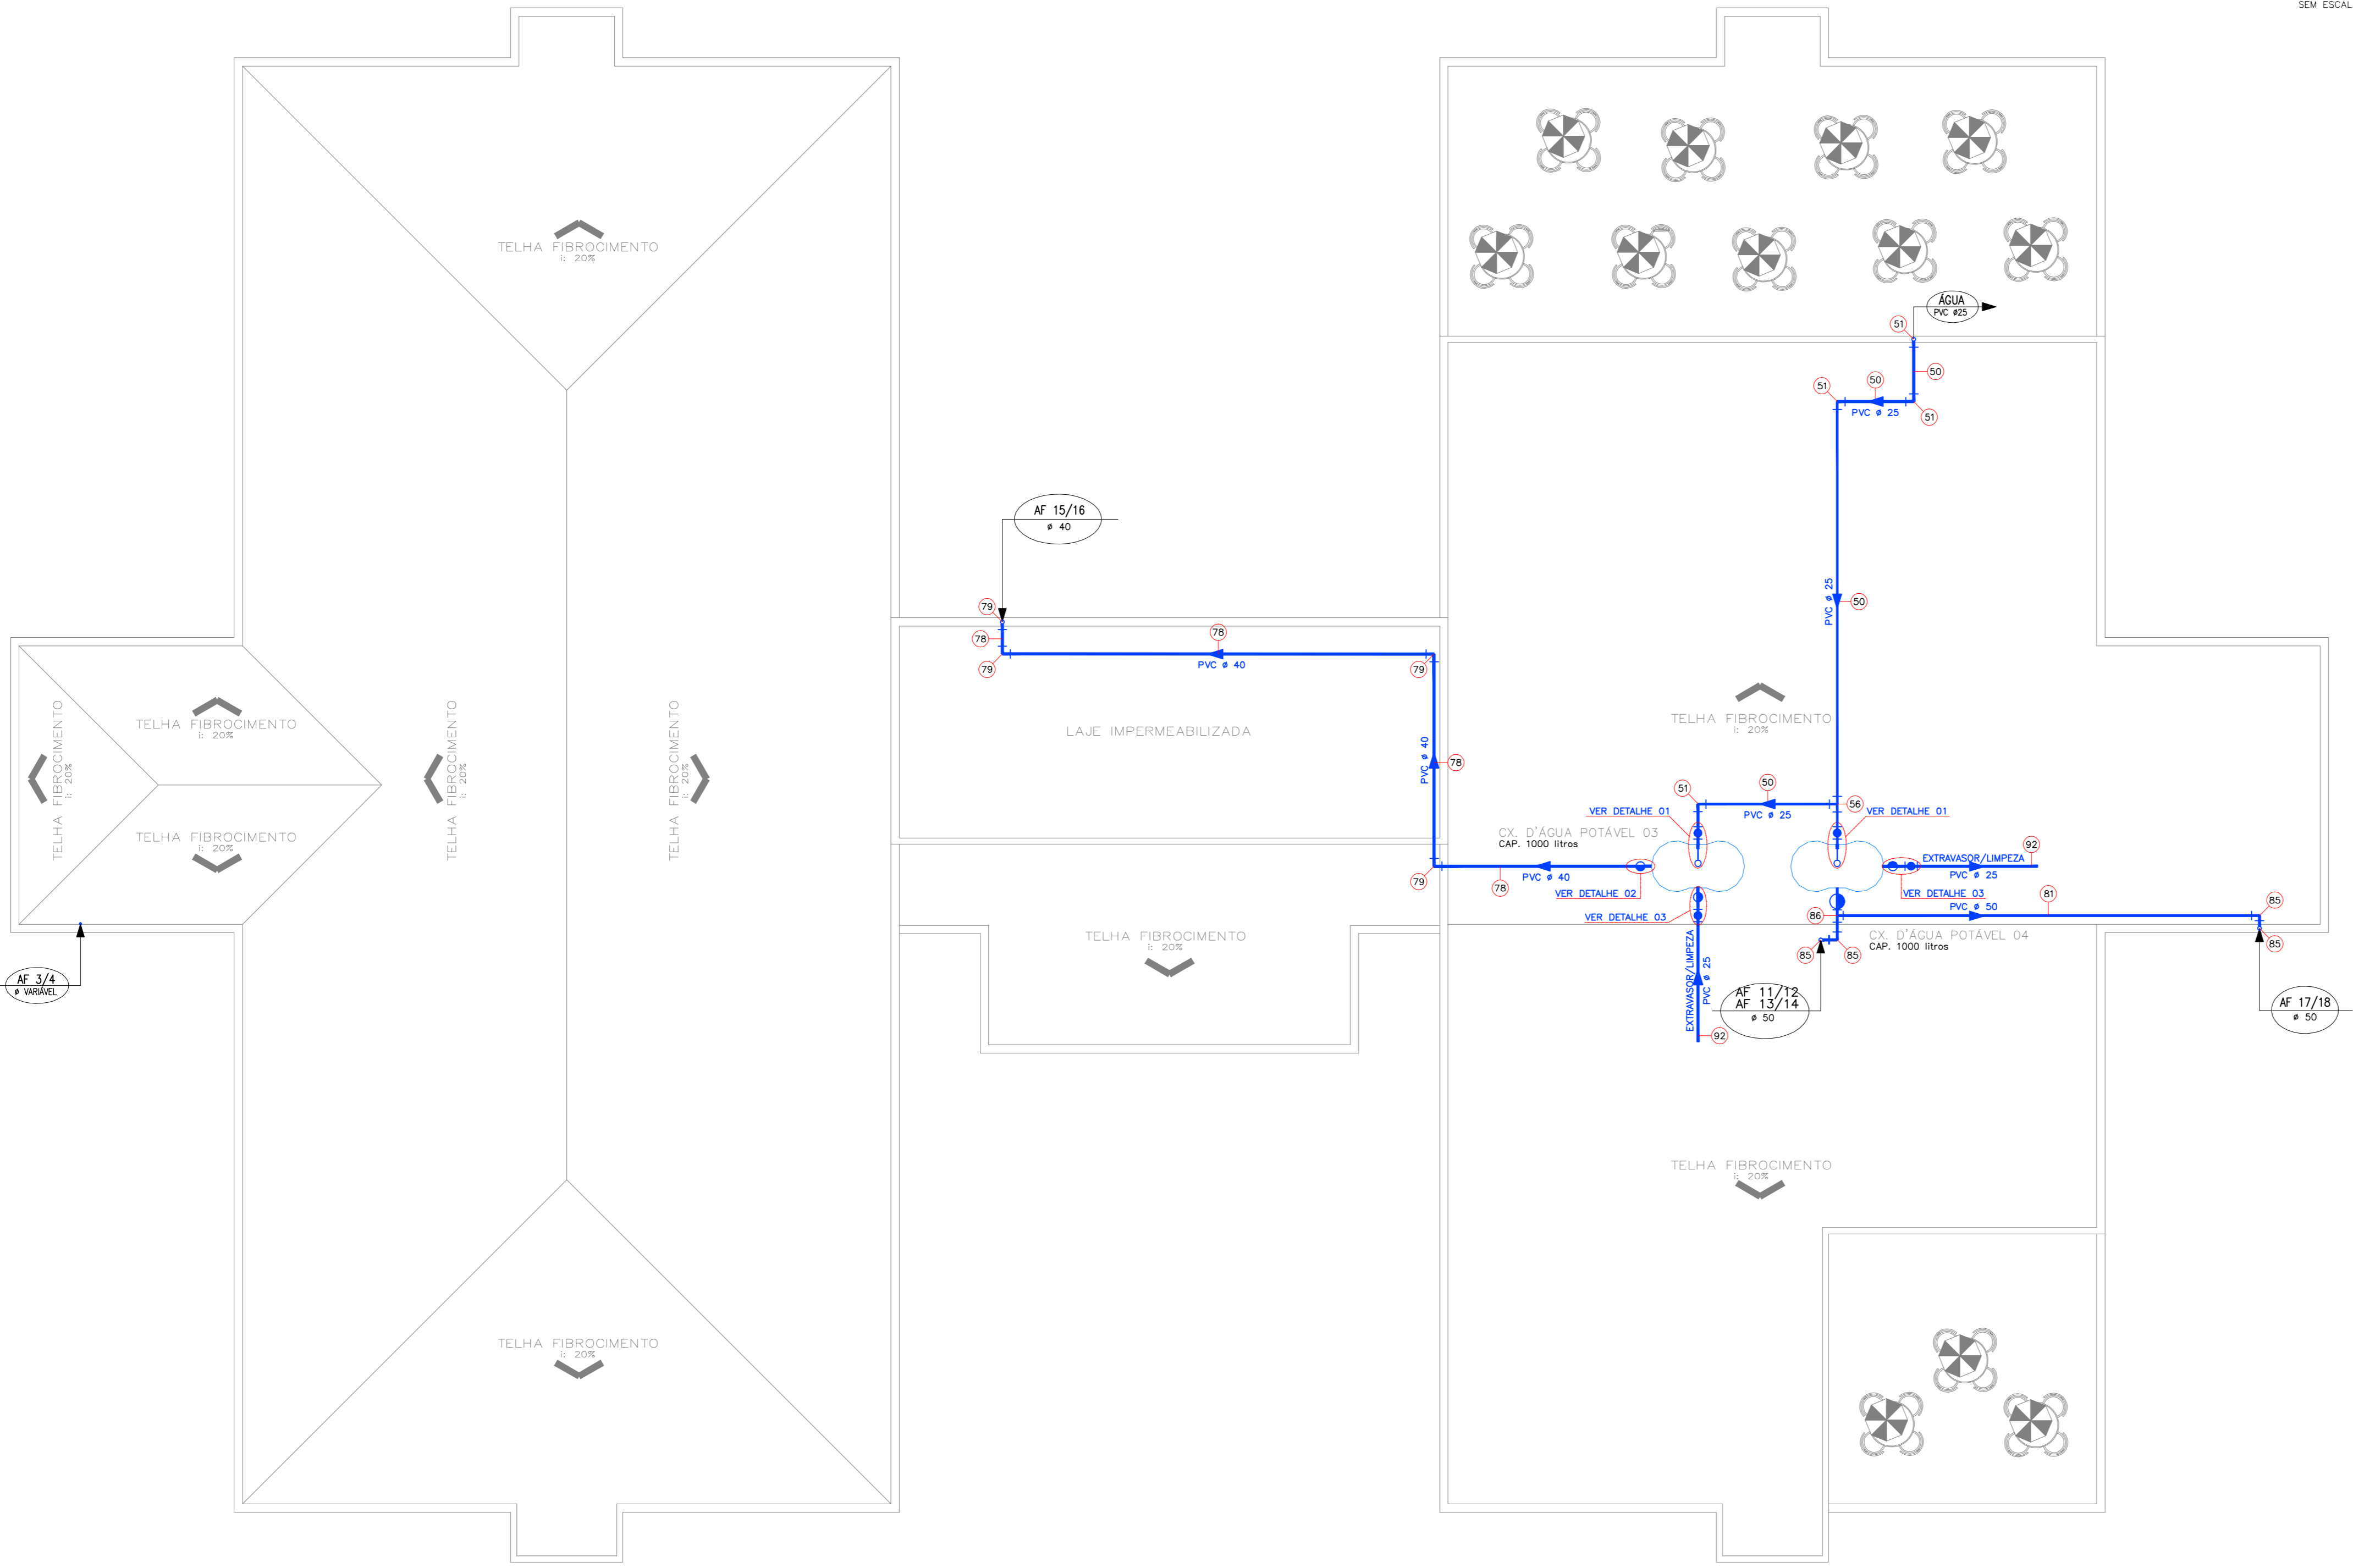 SEM ESCAL
TELHA FIBROCIMENTO
i: 20%
ÁGUA
PVC ø25
51
50
50
51
PVC ø 25
51
AF 15/16
ø 40
PVC ø 25
50
79
78
79
78
PVC ø 40
79
TELHA FIBROCIMENTO
i: 20%
TELHA FIBROCIMENTO
i: 20%
TELHA FIBROCIMENTO
i: 20%
TELHA FIBROCIMENTO
i: 20%
TELHA FIBROCIMENTO
i: 20%
LAJE IMPERMEABILIZADA
PVC ø 40
78
TELHA FIBROCIMENTO
i: 20%
51
50
PVC ø 25
56
VER DETALHE 01
VER DETALHE 01
CX. D'ÁGUA POTÁVEL 03
CAP. 1000 litros
79
PVC ø 40
78
VER DETALHE 02
VER DETALHE 03
EXTRAVASOR/LIMPEZA
PVC ø 25
92
VER DETALHE 03
81
PVC ø 50
86
85
85
85
85
CX. D'ÁGUA POTÁVEL 04
CAP. 1000 litros
TELHA FIBROCIMENTO
i: 20%
EXTRAVASOR/LIMPEZA
PVC ø 25
92
AF 3/4
ø VARIÁVEL
AF 11/12
AF 13/14
ø 50
AF 17/18
ø 50
TELHA FIBROCIMENTO
i: 20%
TELHA FIBROCIMENTO
i: 20%